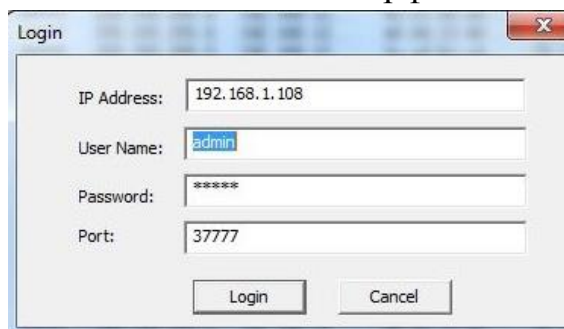 Login
IP Address: 192.168.1.108
User Name: admin
Password: *****
Port: 37777
Login Cancel